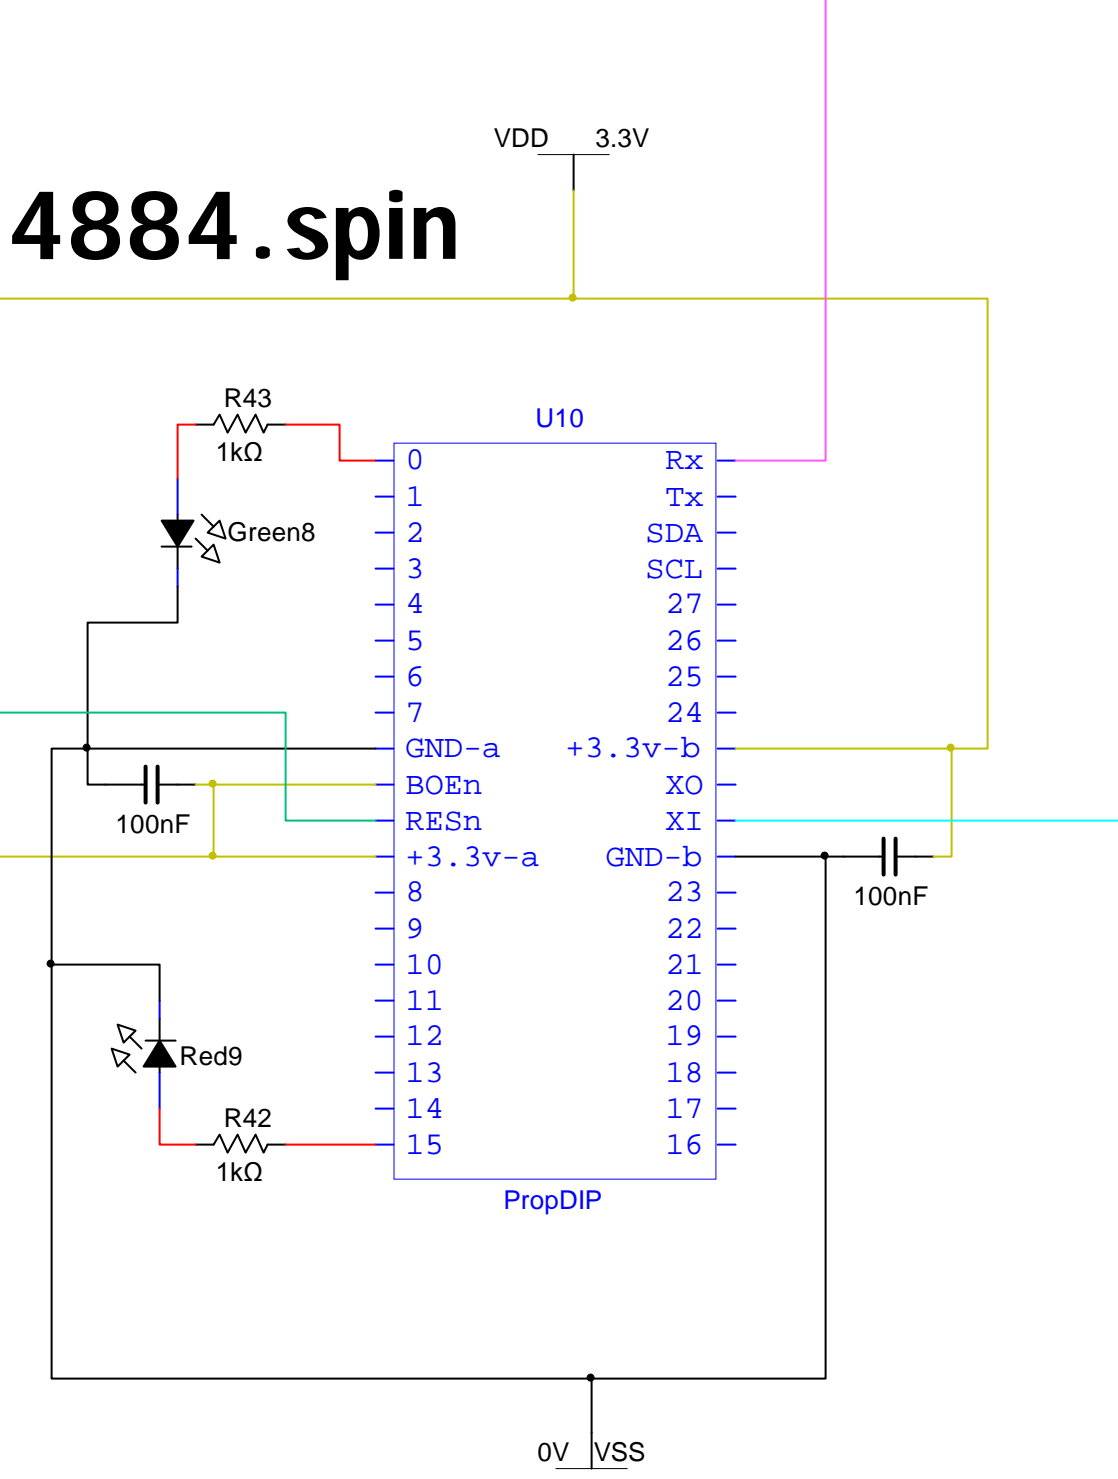 VDD 3.3V
4884.spin
R43
1kΩ
Green8
U10
0 Rx
1 Tx
2 SDA
3 SCL
4 27
5 26
6 25
7 24
GND-a +3.3v-b
BOEn XO
RESn XI
+3.3v-a GND-b
8 23
9 22
10 21
11 20
12 19
13 18
14 17
15 16
100nF
100nF
Red9
R42
1kΩ
PropDIP
0V VSS